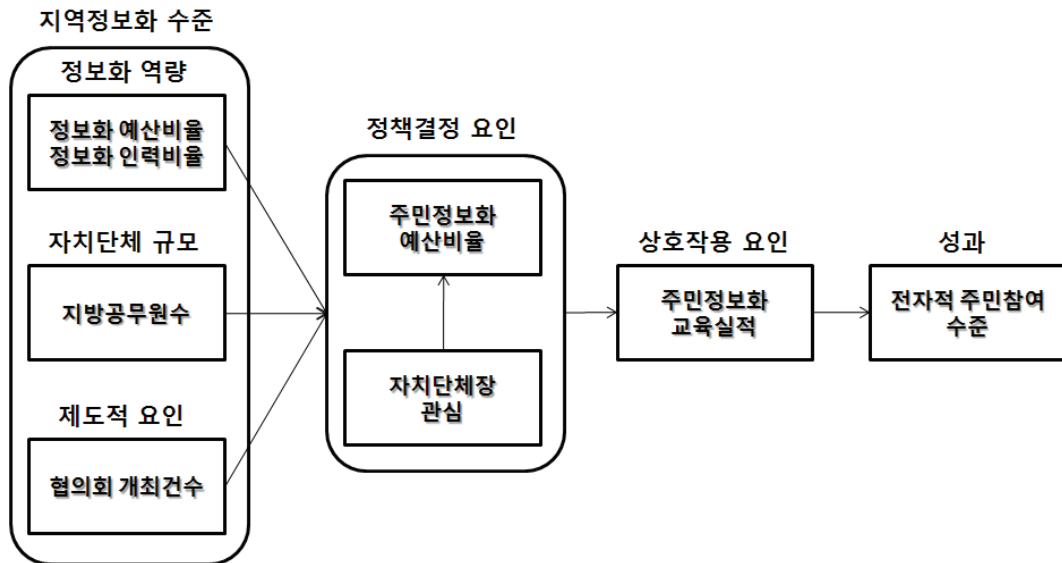 지역정보화 수준
정보화 역량
정보화 예산비율
정보화 인력비율
자치단체 규모
지방공무원수
제도적 요인
협의회 개최건수
정책결정 요인
주민정보화
예산비율
자치단체장
관심
상호작용 요인
주민정보화
교육실적
성과
전자적 주민참여
수준